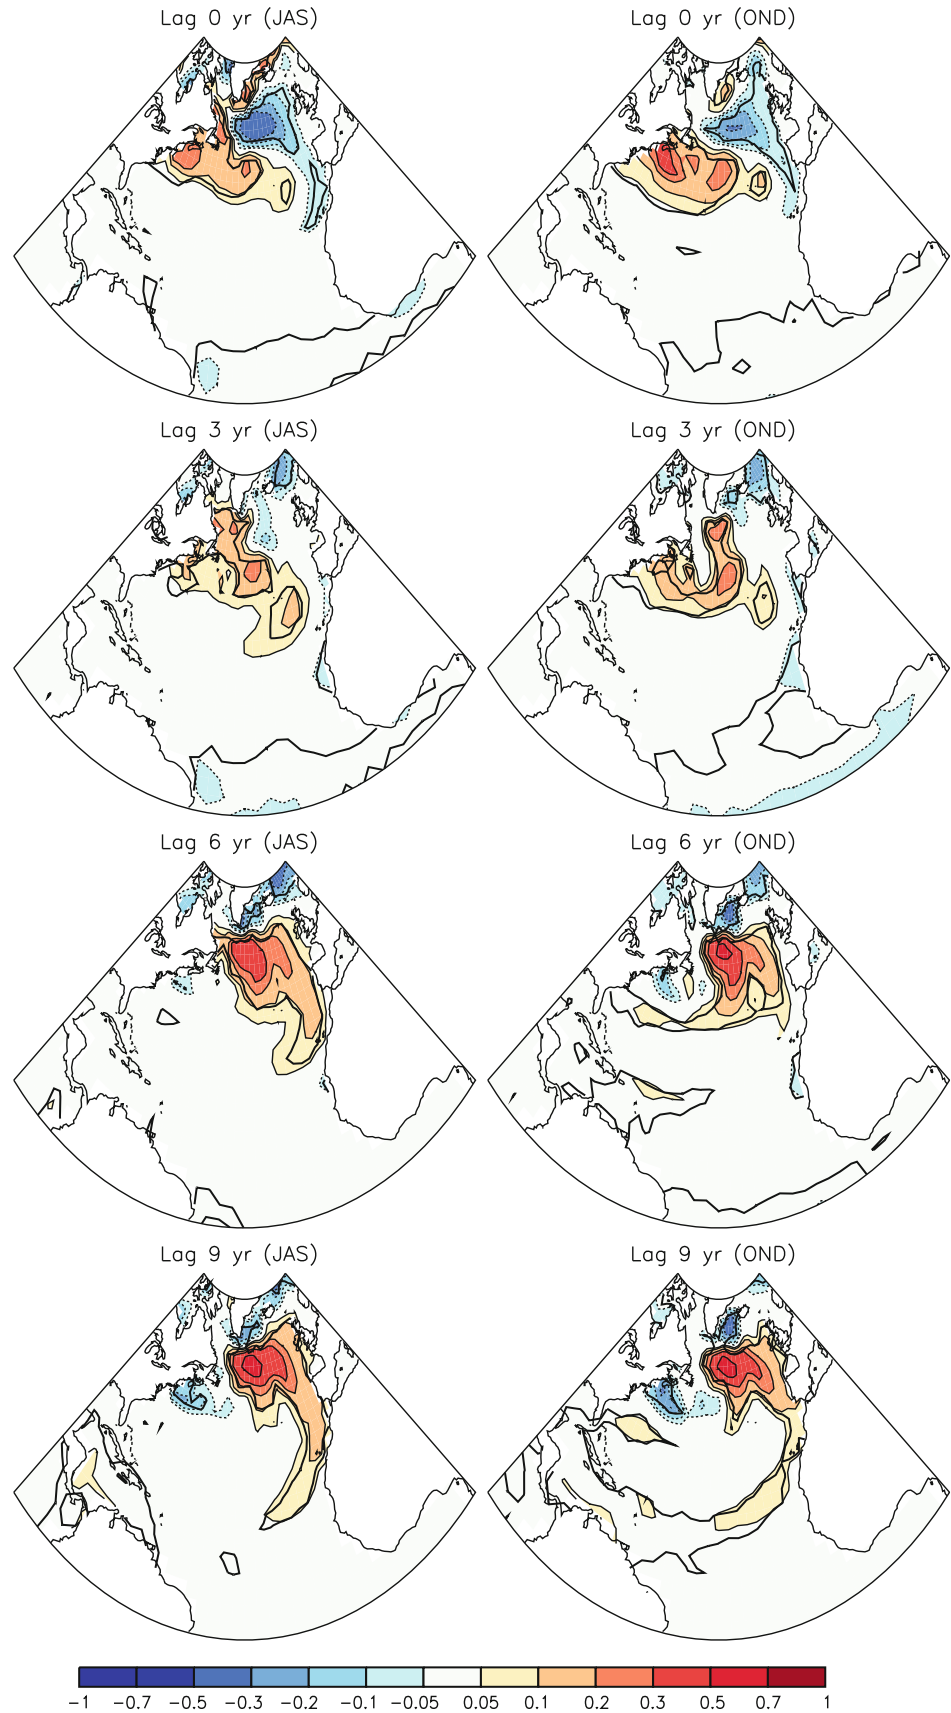 Lag 0 yr (JAS) Lag 0 yr (OND)
Lag 3 yr (JAS) Lag 3 yr (OND)
Lag 6 yr (JAS) Lag 6 yr (OND)
Lag 9 yr (JAS) Lag 9 yr (OND)
-1 -0.7 -0.5 -0.3 -0.2 -0.1 -0.05 0.05 0.1 0.2 0.3 0.5 0.7 1